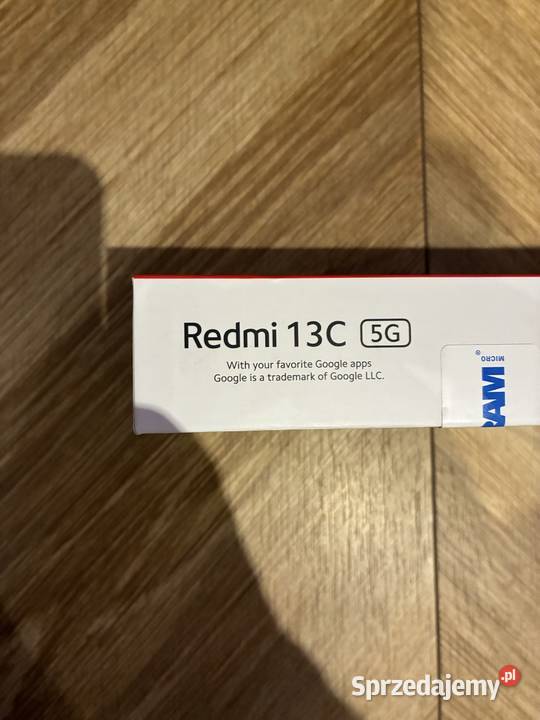 Redmi 13C 5G
With your favorite Google apps
Google is a trademark of Google LLC.
MICRO
Sprzedajemy.pl